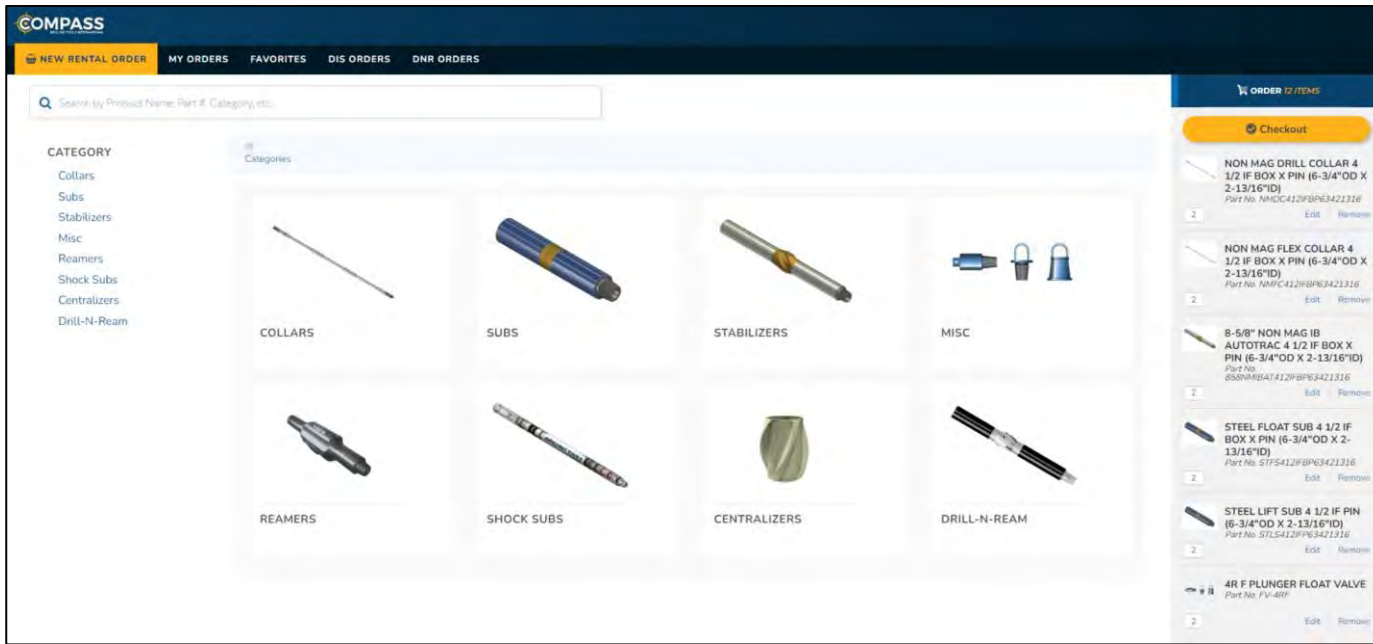 COMPASS
DRILLING TOOLS INTERNATIONAL
NEW RENTAL ORDER
MY ORDERS
FAVORITES
DIS ORDERS
DNR ORDERS
Search by Product Name, Part #, Category, etc.
CATEGORY
Collars
Subs
Stabilizers
Misc
Reamers
Shock Subs
Centralizers
Drill-N-Ream
All
Categories
COLLARS
SUBS
STABILIZERS
MISC
REAMERS
SHOCK SUBS
CENTRALIZERS
DRILL-N-REAM
ORDER 12 ITEMS
Checkout
NON MAG DRILL COLLAR 4
1/2 IF BOX X PIN (6-3/4"OD X
2-13/16"ID)
Part No. NMDC412IFBP63421316
2 Edit Remove
NON MAG FLEX COLLAR 4
1/2 IF BOX X PIN (6-3/4"OD X
2-13/16"ID)
Part No. NMFC412IFBP63421316
2 Edit Remove
8-5/8" NON MAG IB
AUTOTRAC 4 1/2 IF BOX X
PIN (6-3/4"OD X 2-13/16"ID)
Part No.
858NMIBAT412IFBP63421316
2 Edit Remove
STEEL FLOAT SUB 4 1/2 IF
BOX X PIN (6-3/4"OD X 2-
13/16"ID)
Part No. STFS412IFBP63421316
2 Edit Remove
STEEL LIFT SUB 4 1/2 IF PIN
(6-3/4"OD X 2-13/16"ID)
Part No. STLS412IFP63421316
2 Edit Remove
4R F PLUNGER FLOAT VALVE
Part No. FV-4RF
2 Edit Remove